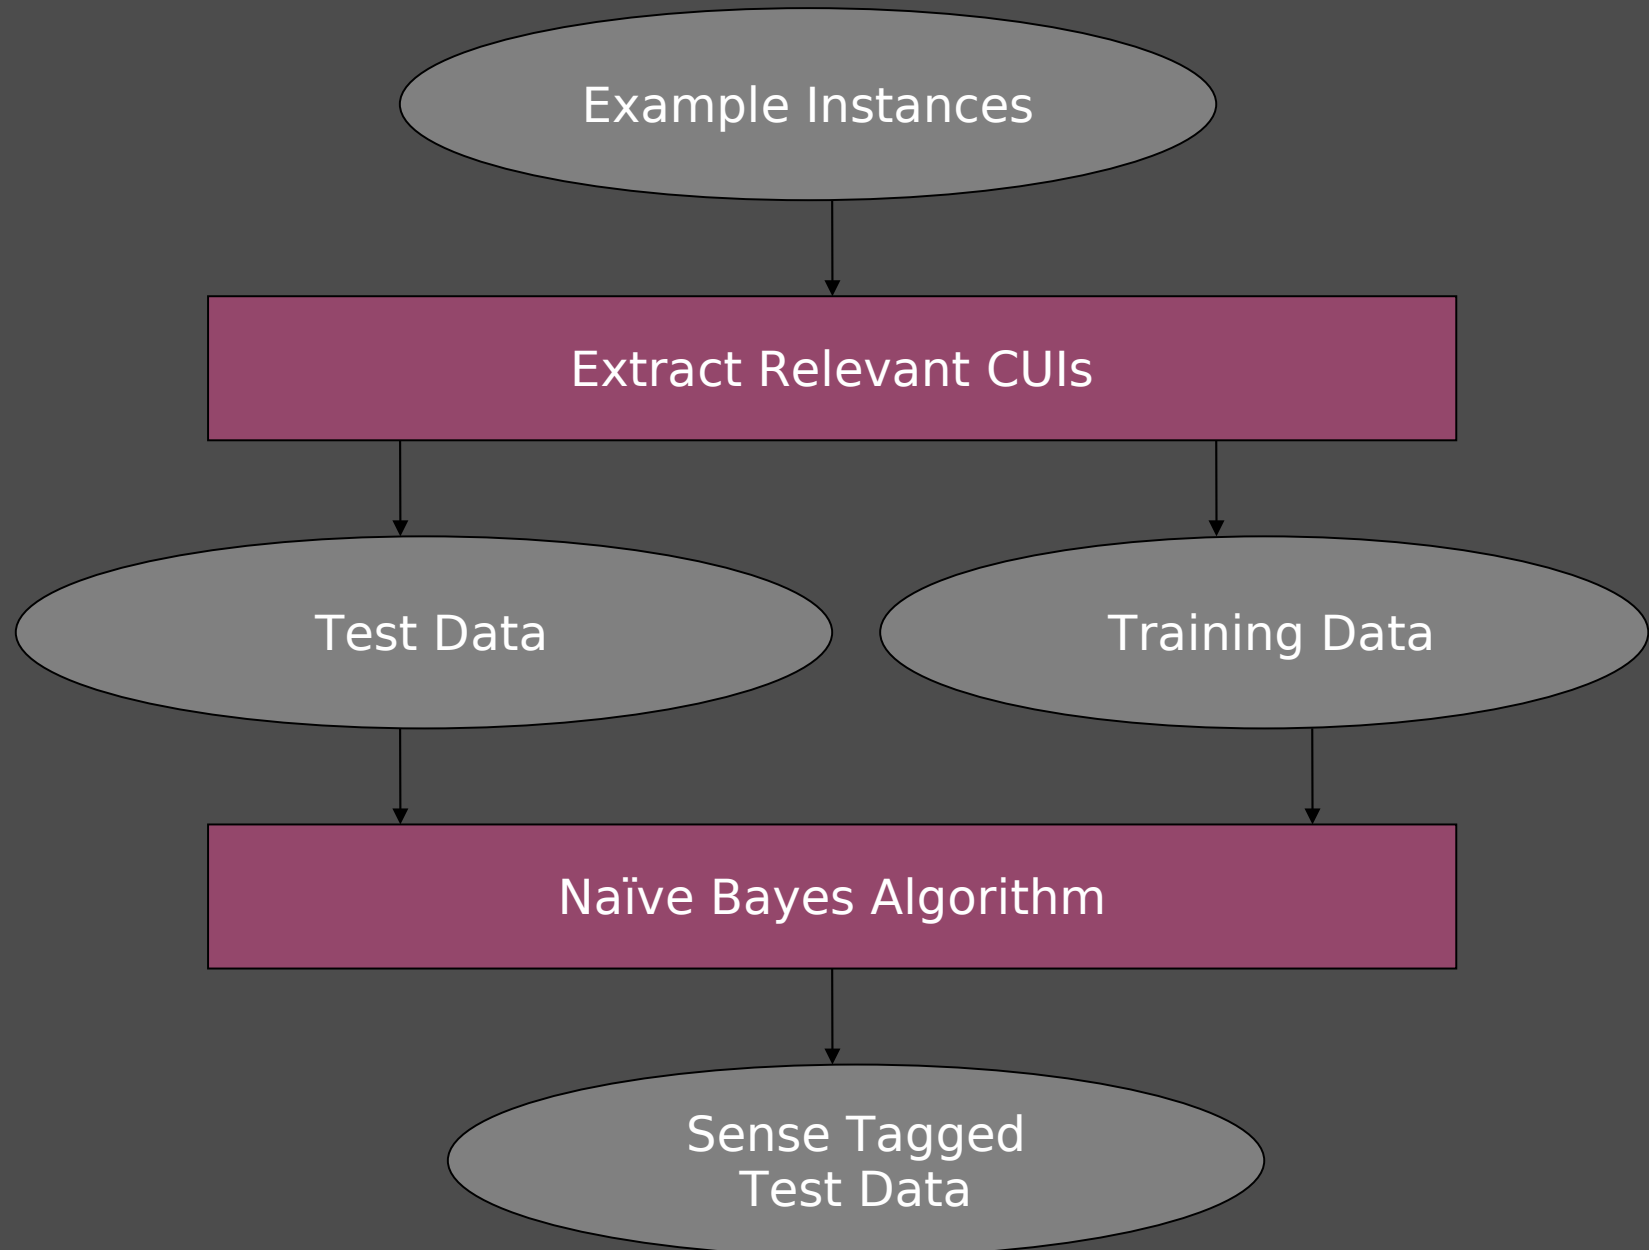 Example Instances
Extract Relevant CUIs
Test Data
Training Data
Naïve Bayes Algorithm
Sense Tagged
Test Data